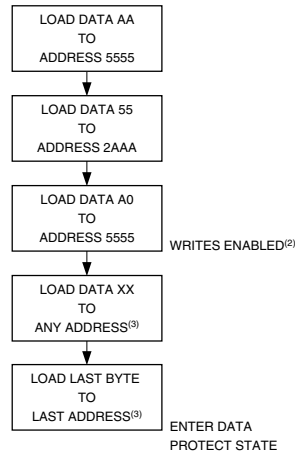 LOAD DATA AA
TO
ADDRESS 5555
LOAD DATA 55
TO
ADDRESS 2AAA
LOAD DATA A0
TO
ADDRESS 5555
WRITES ENABLED(2)
LOAD DATA XX
TO
ANY ADDRESS(3)
LOAD LAST BYTE
TO
LAST ADDRESS(3)
ENTER DATA
PROTECT STATE